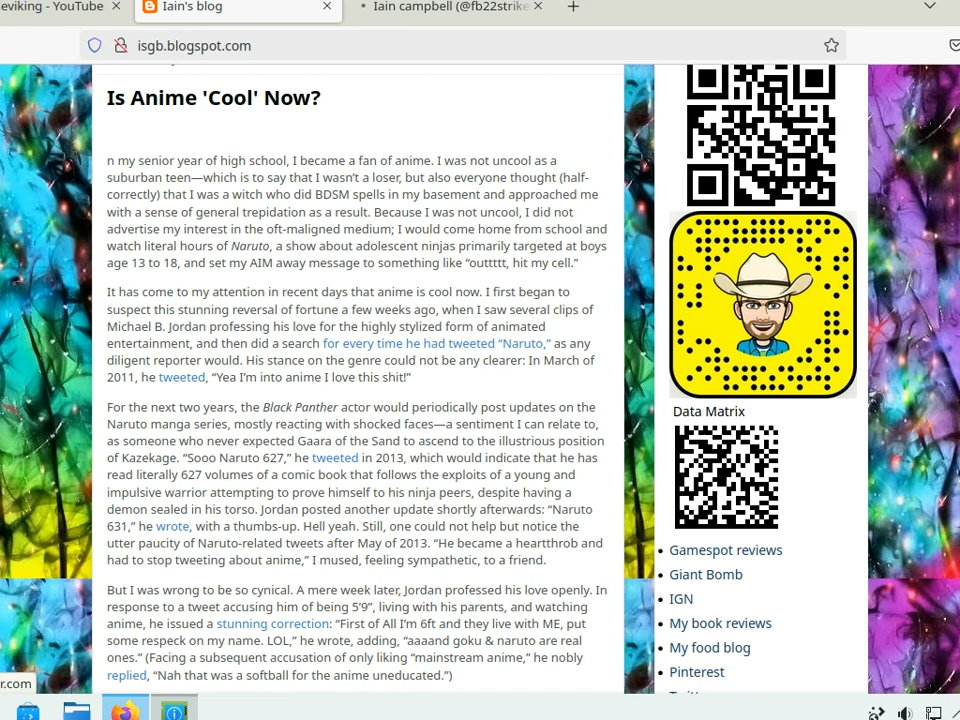 eviking - YouTube
Iain's blog
Iain campbell (@fb22strike
isgb.blogspot.com
Is Anime 'Cool' Now?
n my senior year of high school, I became a fan of anime. I was not uncool as a
suburban teen—which is to say that I wasn't a loser, but also everyone thought (half-
correctly) that I was a witch who did BDSM spells in my basement and approached me
with a sense of general trepidation as a result. Because I was not uncool, I did not
advertise my interest in the oft-maligned medium; I would come home from school and
watch literal hours of Naruto, a show about adolescent ninjas primarily targeted at boys
age 13 to 18, and set my AIM away message to something like “outtttt, hit my cell.”
It has come to my attention in recent days that anime is cool now. I first began to
suspect this stunning reversal of fortune a few weeks ago, when I saw several clips of
Michael B. Jordan professing his love for the highly stylized form of animated
entertainment, and then did a search for every time he had tweeted “Naruto,” as any
diligent reporter would. His stance on the genre could not be any clearer: In March of
2011, he tweeted, “Yea I’m into anime I love this shit!”
For the next two years, the Black Panther actor would periodically post updates on the
Naruto manga series, mostly reacting with shocked faces—a sentiment I can relate to,
as someone who never expected Gaara of the Sand to ascend to the illustrious position
of Kazekage. “Sooo Naruto 627,” he tweeted in 2013, which would indicate that he has
read literally 627 volumes of a comic book that follows the exploits of a young and
impulsive warrior attempting to prove himself to his ninja peers, despite having a
demon sealed in his torso. Jordan posted another update shortly afterwards: “Naruto
631,” he wrote, with a thumbs-up. Hell yeah. Still, one could not help but notice the
utter paucity of Naruto-related tweets after May of 2013. “He became a heartthrob and
had to stop tweeting about anime,” I mused, feeling sympathetic, to a friend.
But I was wrong to be so cynical. A mere week later, Jordan professed his love openly. In
response to a tweet accusing him of being 5’9”, living with his parents, and watching
anime, he issued a stunning correction: “First of All I’m 6ft and they live with ME, put
some respeck on my name. LOL,” he wrote, adding, “aaaand goku & naruto are real
ones.” (Facing a subsequent accusation of only liking “mainstream anime,” he nobly
replied, “Nah that was a softball for the anime uneducated.”)
Data Matrix
Gamespot reviews
Giant Bomb
IGN
My book reviews
My food blog
Pinterest
r.com